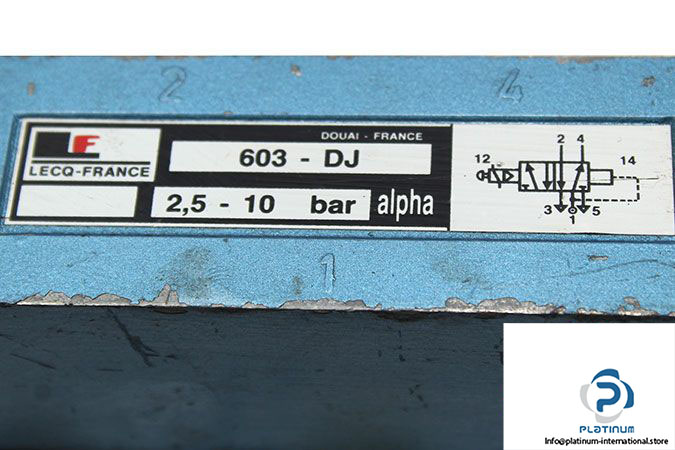 2 4
DOUAI - FRANCE
LF
LECQ-FRANCE
603 - DJ
2,5 - 10 bar alpha
2 4
12 14
3 1 5
1
P
PLATINUM
Info@platinum-international.store